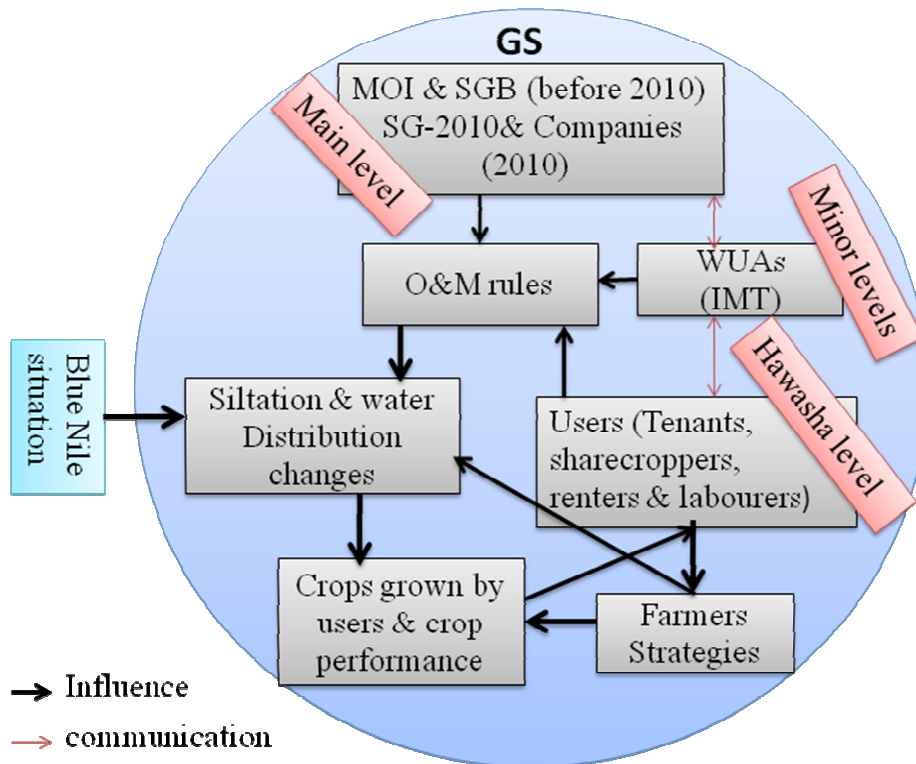 GS
MOI & SGB (before 2010)
SG-2010& Companies
(2010)
Main level
Minor levels
O&M rules
WUAs
(IMT)
Hawasha level
Blue Nile
situation
Siltation & water
Distribution
changes
Users (Tenants,
sharecroppers,
renters & labourers)
Crops grown by
users & crop
performance
Farmers
Strategies
Influence
communication